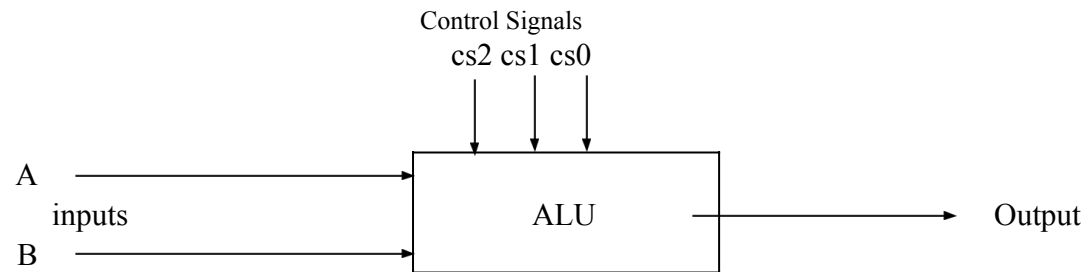 Control Signals
cs2 cs1 cs0
A
inputs
ALU
Output
B